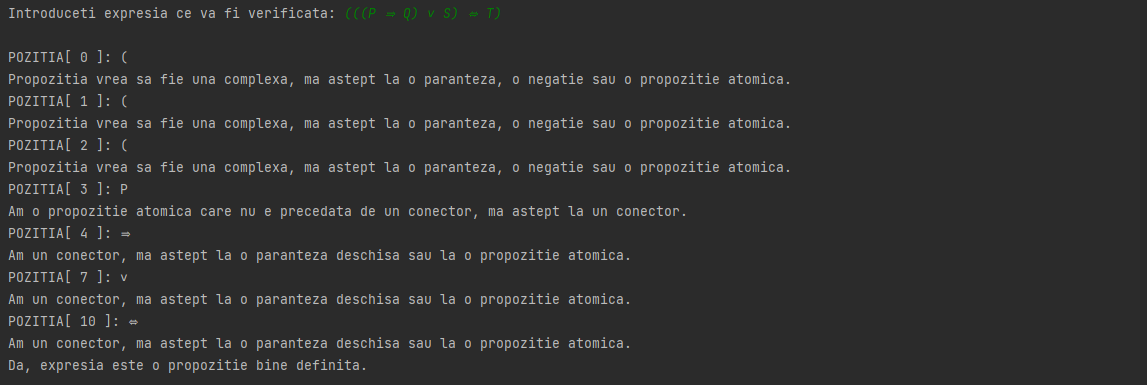 Introduceti expresia ce va fi verificata: (((P ⇒ Q) ∨ S) ⇔ T)
POZITIA[ 0 ]: (
Propozitia vrea sa fie una complexa, ma astept la o paranteza, o negatie sau o propozitie atomica.
POZITIA[ 1 ]: (
Propozitia vrea sa fie una complexa, ma astept la o paranteza, o negatie sau o propozitie atomica.
POZITIA[ 2 ]: (
Propozitia vrea sa fie una complexa, ma astept la o paranteza, o negatie sau o propozitie atomica.
POZITIA[ 3 ]: P
Am o propozitie atomica care nu e precedata de un conector, ma astept la un conector.
POZITIA[ 4 ]: ⇒
Am un conector, ma astept la o paranteza deschisa sau la o propozitie atomica.
POZITIA[ 7 ]: ∨
Am un conector, ma astept la o paranteza deschisa sau la o propozitie atomica.
POZITIA[ 10 ]: ⇔
Am un conector, ma astept la o paranteza deschisa sau la o propozitie atomica.
Da, expresia este o propozitie bine definita.